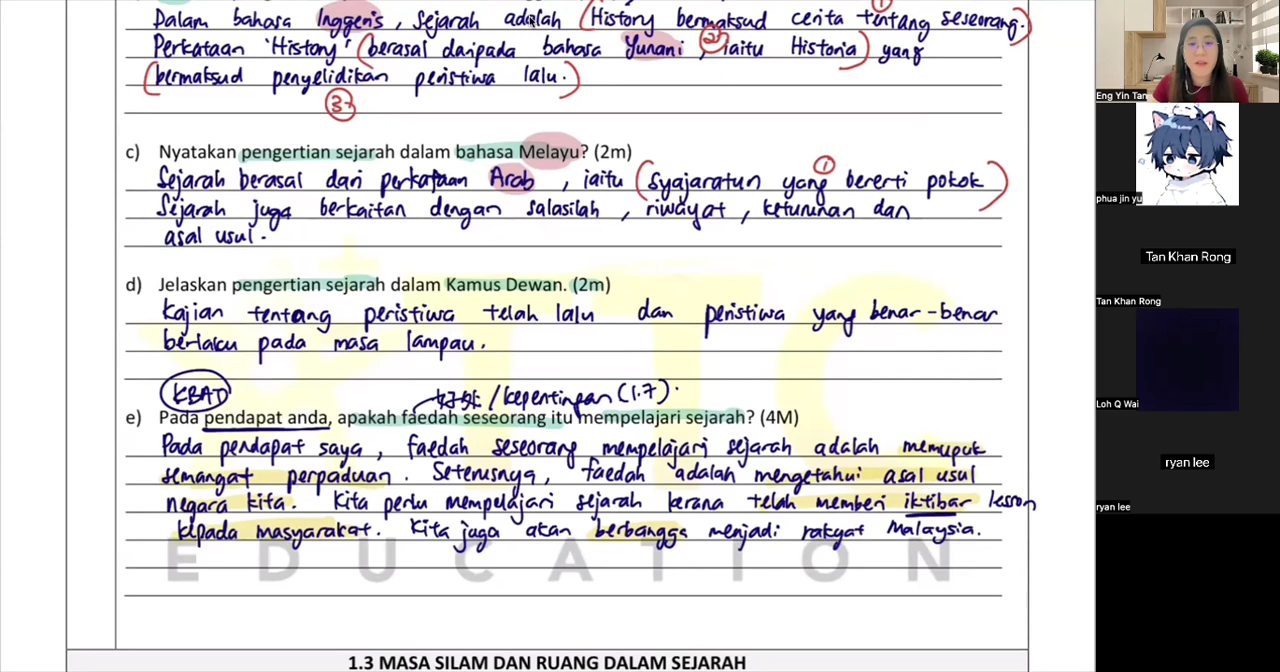 Dalam bahasa Inggeris, Sejarah adalah (History bermaksud cerita tentang seseorang.)
Perkataan 'History' (berasal daripada bahasa Yunani, iaitu Historia) yang
(bermaksud penyelidikan peristiwa lalu.)
3
c) Nyatakan pengertian sejarah dalam bahasa Melayu? (2m)
1
Sejarah berasal dari perkataan Arab, iaitu (syajaratun yang bererti pokok)
Sejarah juga berkaitan dengan salasilah, riwayat, keturunan dan
asal usul.
d) Jelaskan pengertian sejarah dalam Kamus Dewan. (2m)
Kajian tentang peristiwa telah lalu dan peristiwa yang benar-benar
berlaku pada masa lampau.
KBAT
好处/kepentingan (1.7).
e) Pada pendapat anda, apakah faedah seseorang itu mempelajari sejarah? (4M)
Pada pendapat saya, faedah seseorang mempelajari sejarah adalah memupuk
semangat perpaduan. Seterusnya, faedah adalah mengetahui asal usul
negara kita. Kita perlu mempelajari sejarah kerana telah memberi iktibar lesson
kepada masyarakat. Kita juga akan berbangga menjadi rakyat Malaysia.
EDUCATION
1.3 MASA SILAM DAN RUANG DALAM SEJARAH
Eng Yin Tan
phua jin yu
Tan Khan Rong
Tan Khan Rong
Loh Q Wai
ryan lee
ryan lee